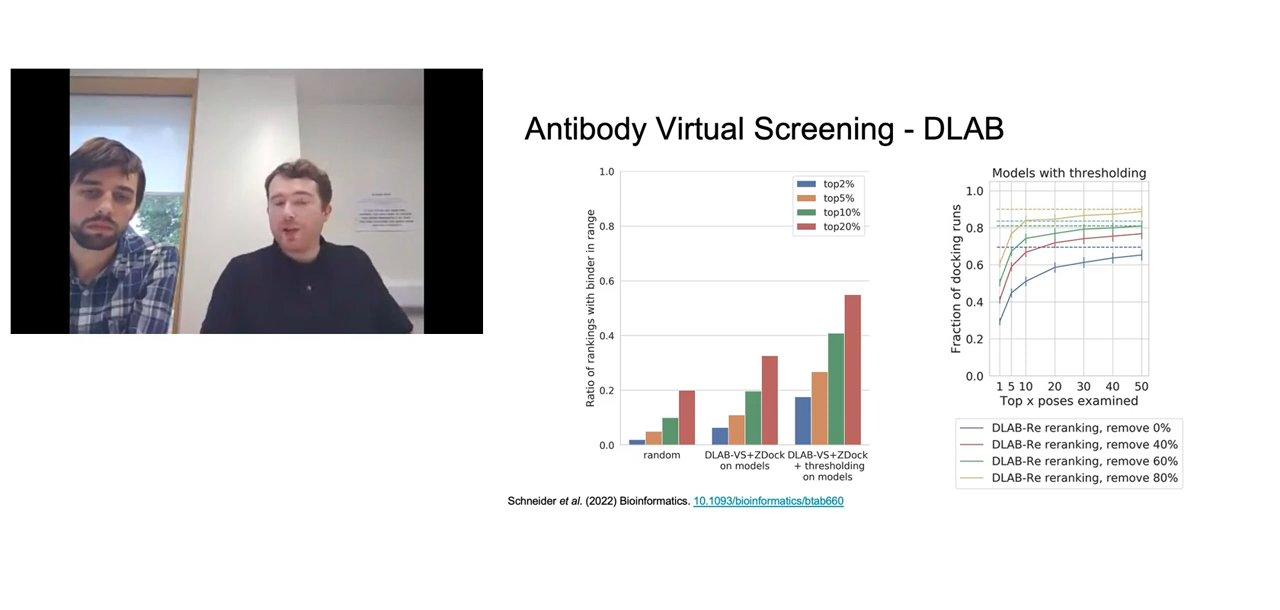 Antibody Virtual Screening - DLAB
Ratio of rankings with binder in range
1.0
0.8
0.6
0.4
0.2
0.0
top2%
top5%
top10%
top20%
random
DLAB-VS+ZDock
on models
DLAB-VS+ZDock
+ thresholding
on models
Models with thresholding
Fraction of docking runs
1.0
0.8
0.6
0.4
0.2
0.0
1 5 10 20 30 40 50
Top x poses examined
DLAB-Re reranking, remove 0%
DLAB-Re reranking, remove 40%
DLAB-Re reranking, remove 60%
DLAB-Re reranking, remove 80%
Schneider et al. (2022) Bioinformatics. 10.1093/bioinformatics/btab660